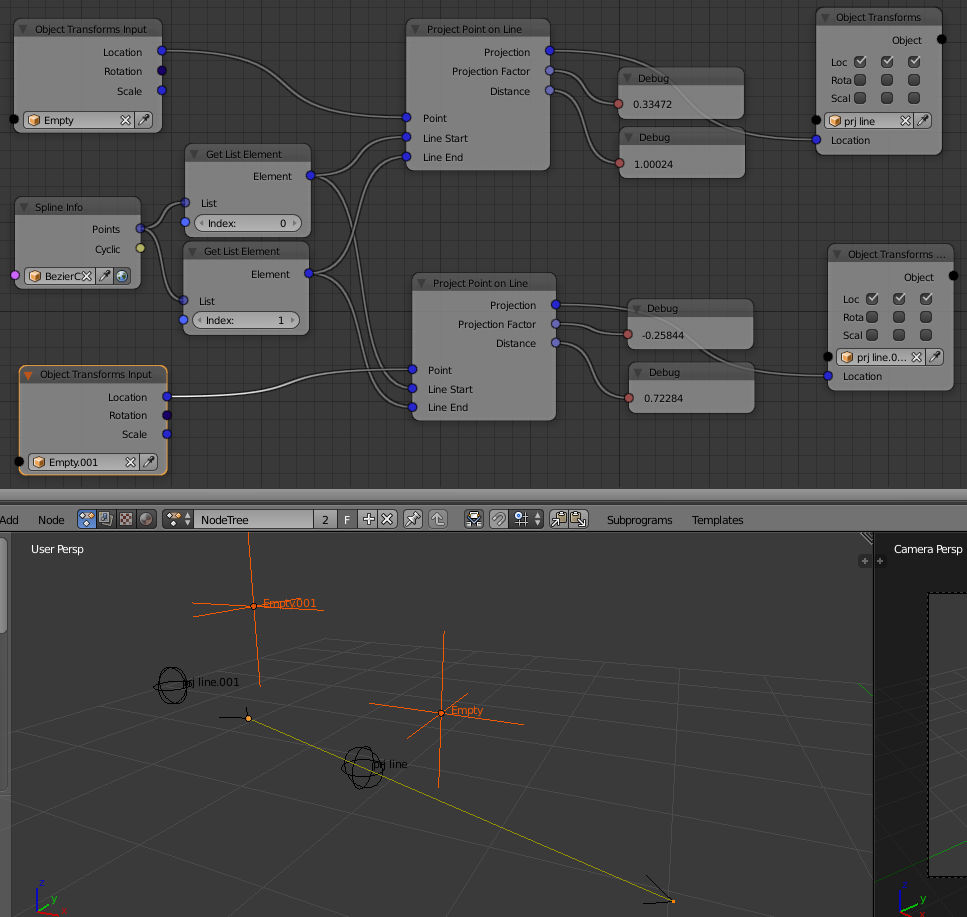 Object Transforms Input
Location
Rotation
Scale
Empty
Project Point on Line
Projection
Projection Factor
Distance
Point
Line Start
Line End
Debug
0.33472
Debug
1.00024
Object Transforms
Object
Loc
Rota
Scal
prj line
Location
Get List Element
Element
List
Index: 0
Spline Info
Points
Cyclic
BezierC
Get List Element
Element
List
Index: 1
Project Point on Line
Projection
Projection Factor
Distance
Point
Line Start
Line End
Debug
-0.25844
Debug
0.72284
Object Transforms ...
Object
Loc
Rota
Scal
prj line.0...
Location
Object Transforms Input
Location
Rotation
Scale
Empty.001
Add Node NodeTree 2 F Subprograms Templates
User Persp
Camera Persp
Empty.001
prj line.001
Empty
prj line
z
y
x
z
y
x